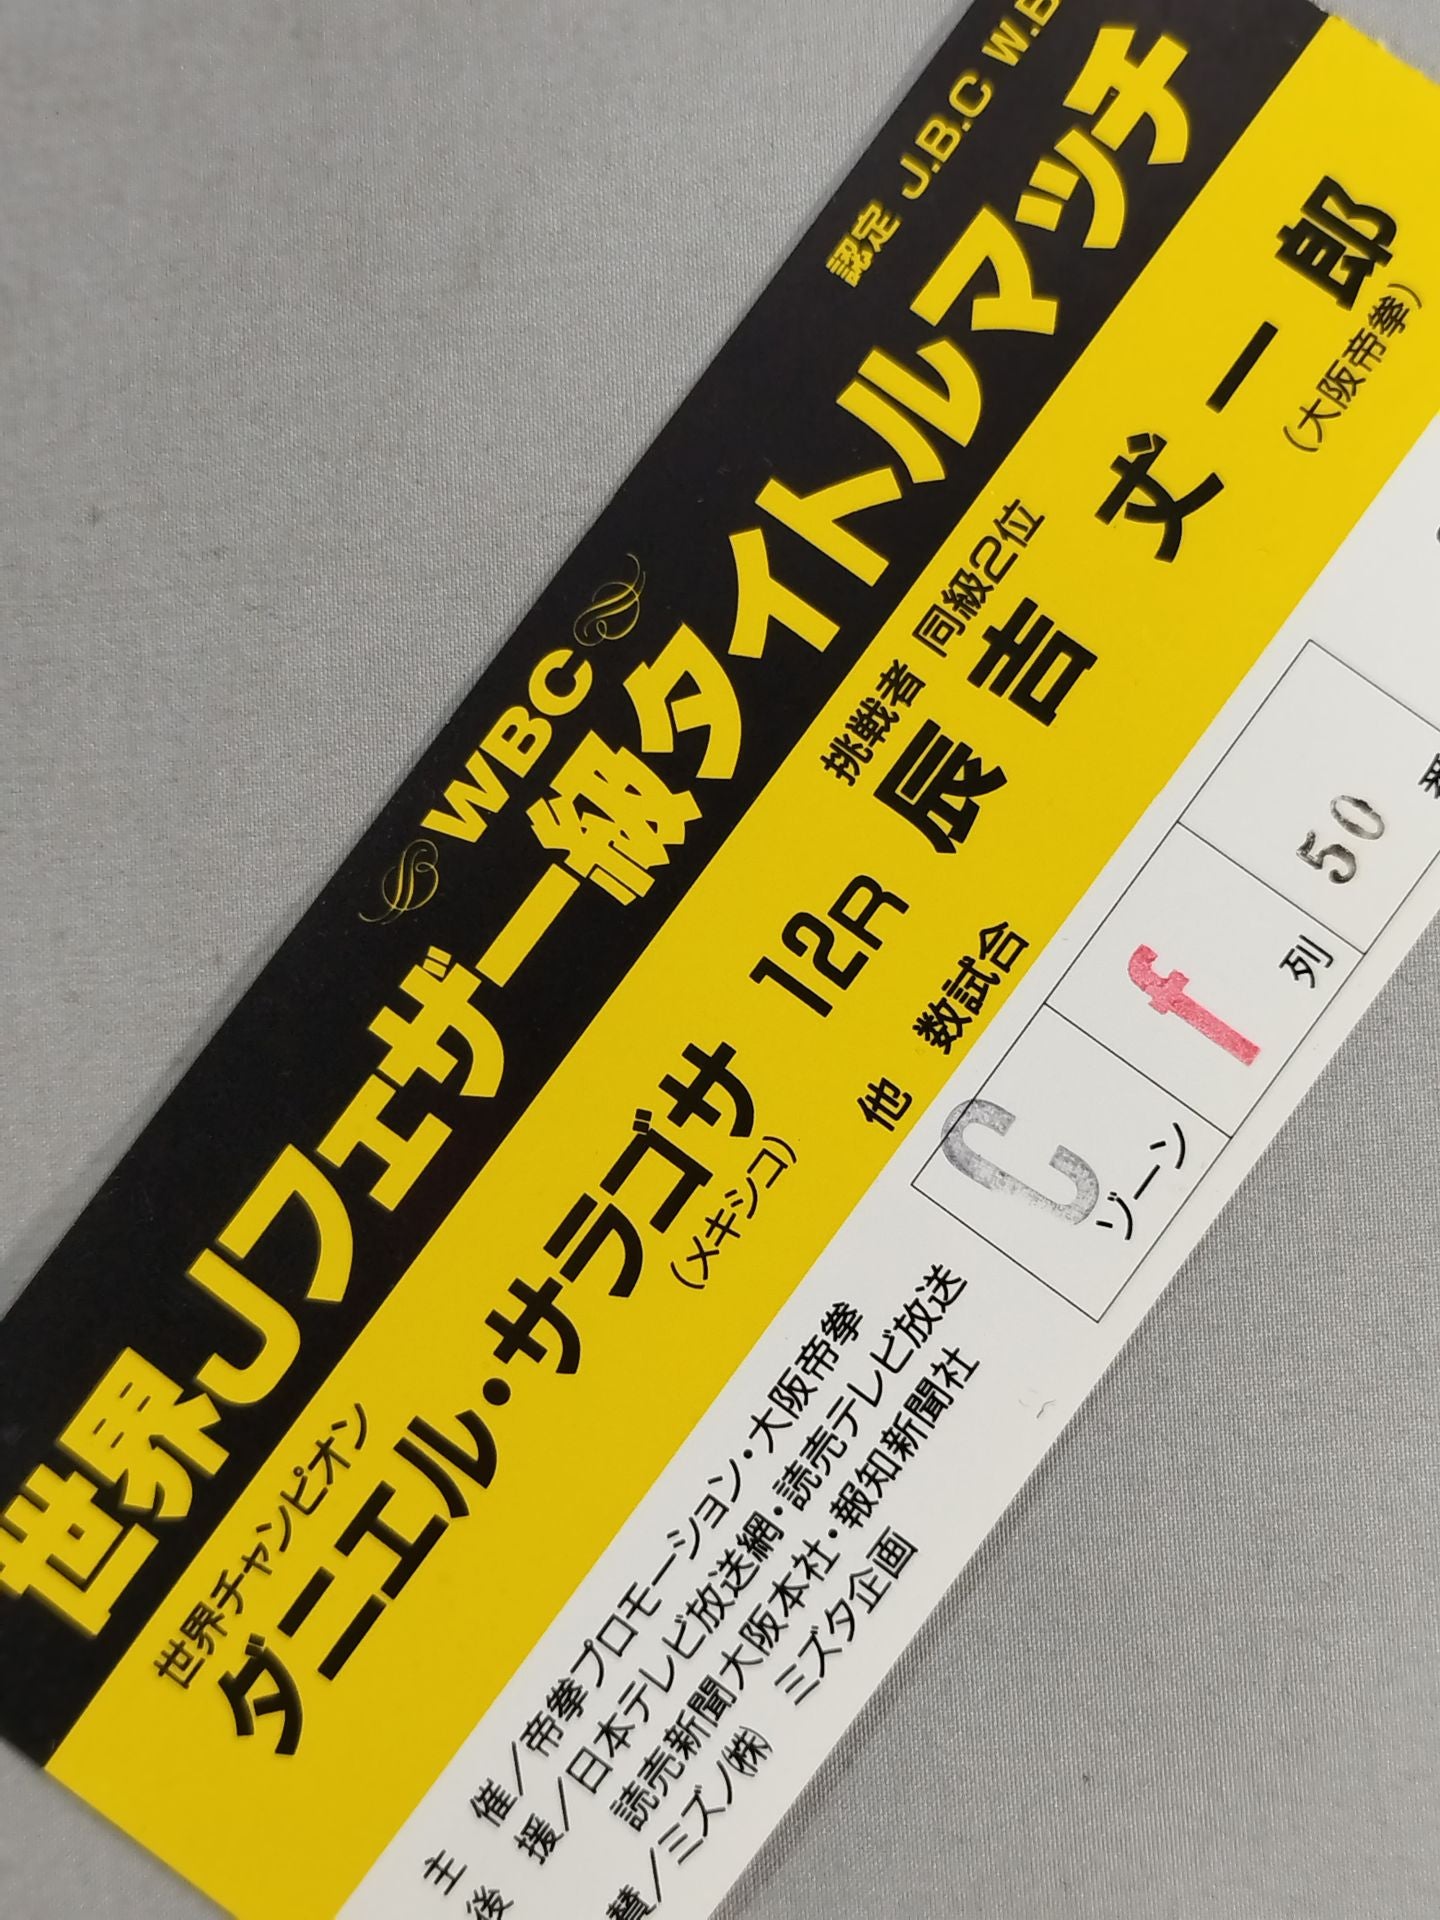 認定 J.B.C W.B
WBC
世界Jフェザー級タイトルマッチ
世界チャンピオン
ダニエル・サラゴサ
(メキシコ)
12R
挑戦者 同級2位
辰吉丈一郎
(大阪帝拳)
他 数試合
C ゾーン
f 列
50
主 催/帝拳プロモーション・大阪帝拳
後 援/日本テレビ放送網・読売テレビ放送
読売新聞大阪本社・報知新聞社
賛/ミズノ(株) ミズタ企画